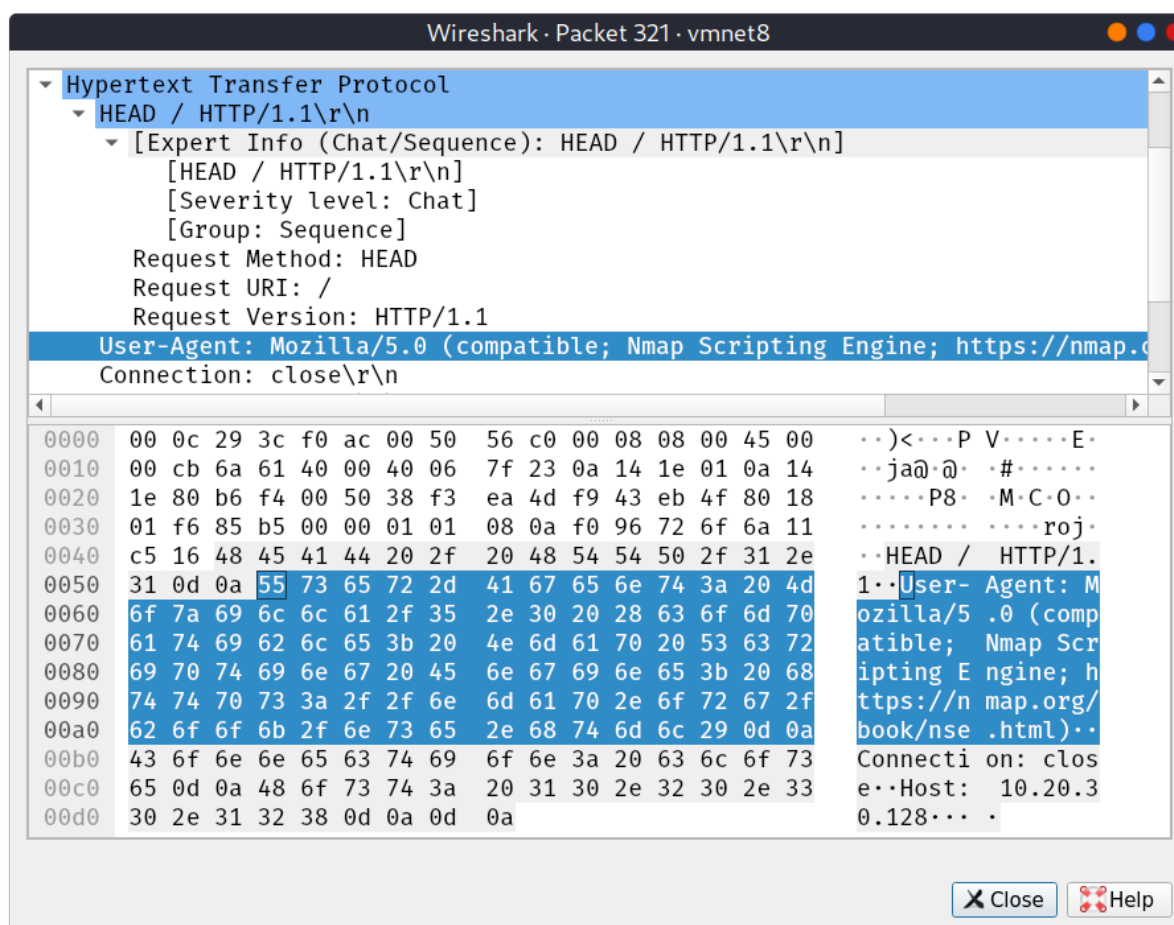 Wireshark · Packet 321 · vmnet8
Hypertext Transfer Protocol
HEAD / HTTP/1.1\r\n
[Expert Info (Chat/Sequence): HEAD / HTTP/1.1\r\n]
[HEAD / HTTP/1.1\r\n]
[Severity level: Chat]
[Group: Sequence]
Request Method: HEAD
Request URI: /
Request Version: HTTP/1.1
User-Agent: Mozilla/5.0 (compatible; Nmap Scripting Engine; https://nmap.
Connection: close\r\n
0000 00 0c 29 3c f0 ac 00 50 56 c0 00 08 08 00 45 00 ··)<···P V·····E·
0010 00 cb 6a 61 40 00 40 06 7f 23 0a 14 1e 01 0a 14 ··ja@·@· ·#······
0020 1e 80 b6 f4 00 50 38 f3 ea 4d f9 43 eb 4f 80 18 ·····P8· ·M·C·O··
0030 01 f6 85 b5 00 00 01 01 08 0a f0 96 72 6f 6a 11 ········ ····roj·
0040 c5 16 48 45 41 44 20 2f 20 48 54 54 50 2f 31 2e ··HEAD / HTTP/1.
0050 31 0d 0a 55 73 65 72 2d 41 67 65 6e 74 3a 20 4d 1··User- Agent: M
0060 6f 7a 69 6c 6c 61 2f 35 2e 30 20 28 63 6f 6d 70 ozilla/5 .0 (comp
0070 61 74 69 62 6c 65 3b 20 4e 6d 61 70 20 53 63 72 atible; Nmap Scr
0080 69 70 74 69 6e 67 20 45 6e 67 69 6e 65 3b 20 68 ipting E ngine; h
0090 74 74 70 73 3a 2f 2f 6e 6d 61 70 2e 6f 72 67 2f ttps://n map.org/
00a0 62 6f 6f 6b 2f 6e 73 65 2e 68 74 6d 6c 29 0d 0a book/nse .html)··
00b0 43 6f 6e 6e 65 63 74 69 6f 6e 3a 20 63 6c 6f 73 Connecti on: clos
00c0 65 0d 0a 48 6f 73 74 3a 20 31 30 2e 32 30 2e 33 e··Host: 10.20.3
00d0 30 2e 31 32 38 0d 0a 0d 0a 0.128··· ·
Close Help